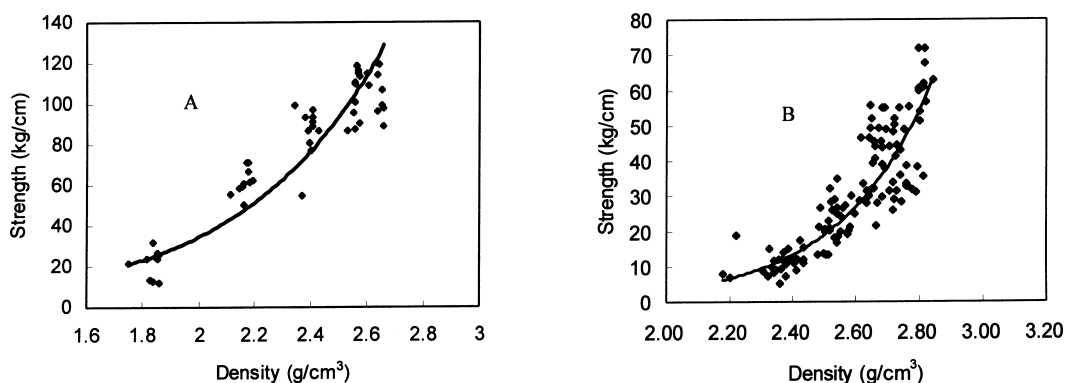 140
120
100
80
60
40
20
0
Strength (kg/cm)
A
1.6 1.8 2 2.2 2.4 2.6 2.8 3
Density (g/cm³)
80
70
60
50
40
30
20
10
0
Strength (kg/cm)
B
2.00 2.20 2.40 2.60 2.80 3.00 3.20
Density (g/cm³)